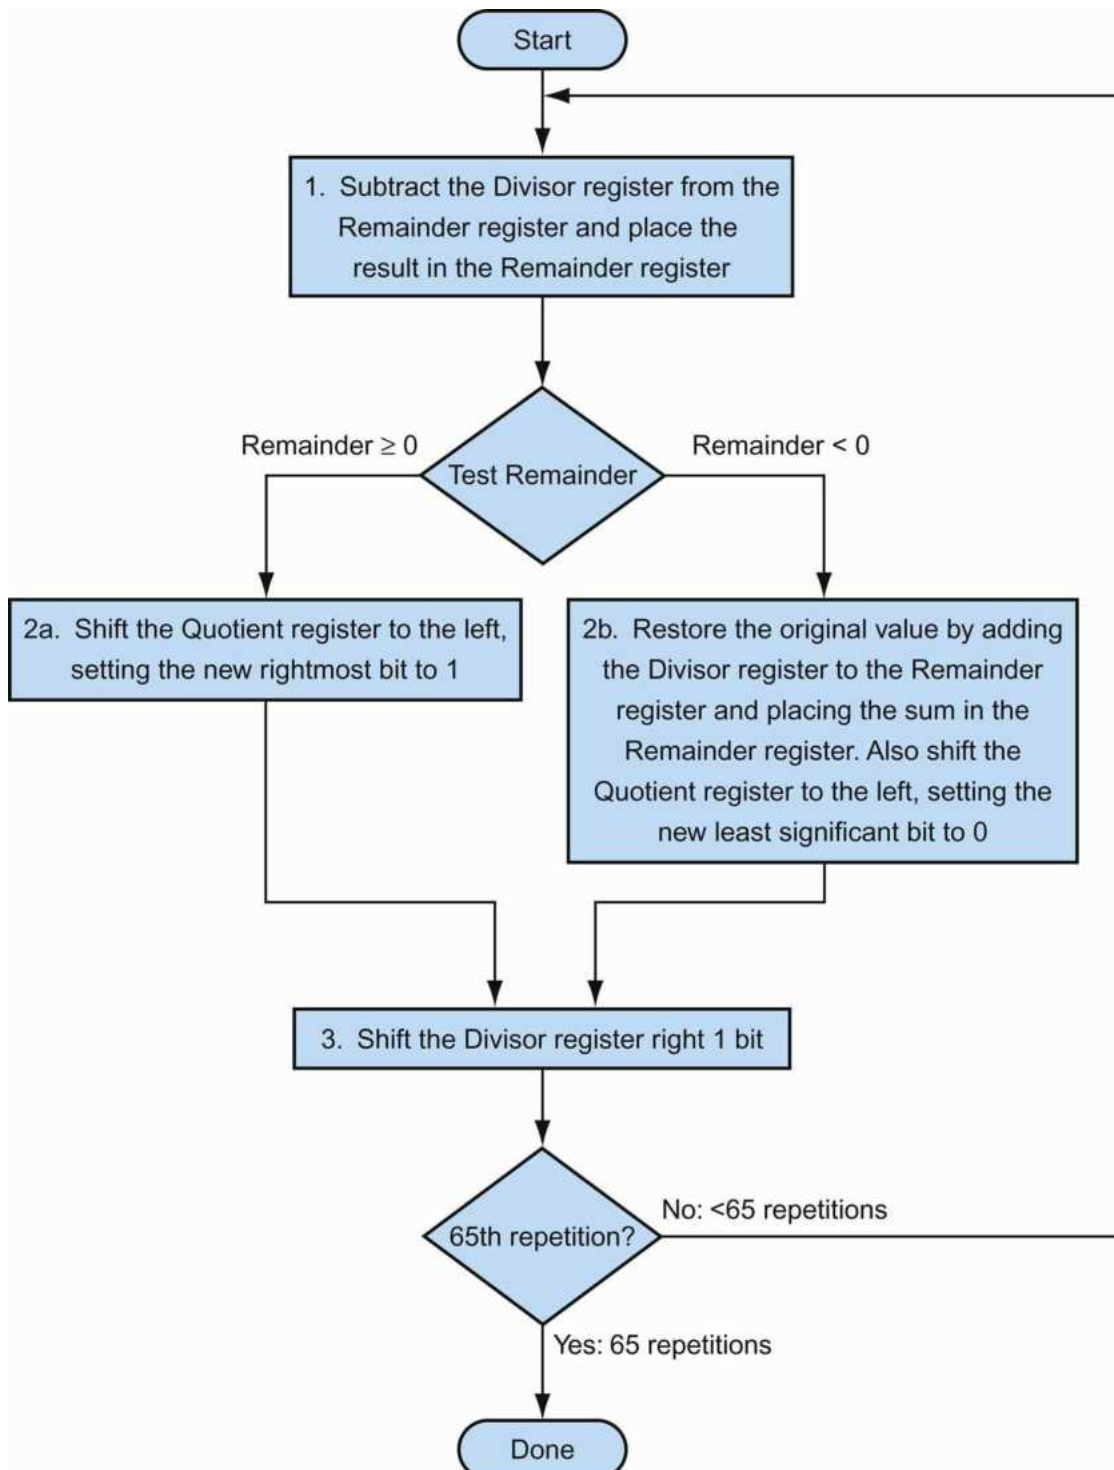 Start
1. Subtract the Divisor register from the
Remainder register and place the
result in the Remainder register
Remainder ≥ 0
Remainder < 0
Test Remainder
2a. Shift the Quotient register to the left,
setting the new rightmost bit to 1
2b. Restore the original value by adding
the Divisor register to the Remainder
register and placing the sum in the
Remainder register. Also shift the
Quotient register to the left, setting the
new least significant bit to 0
3. Shift the Divisor register right 1 bit
65th repetition?
No: <65 repetitions
Yes: 65 repetitions
Done